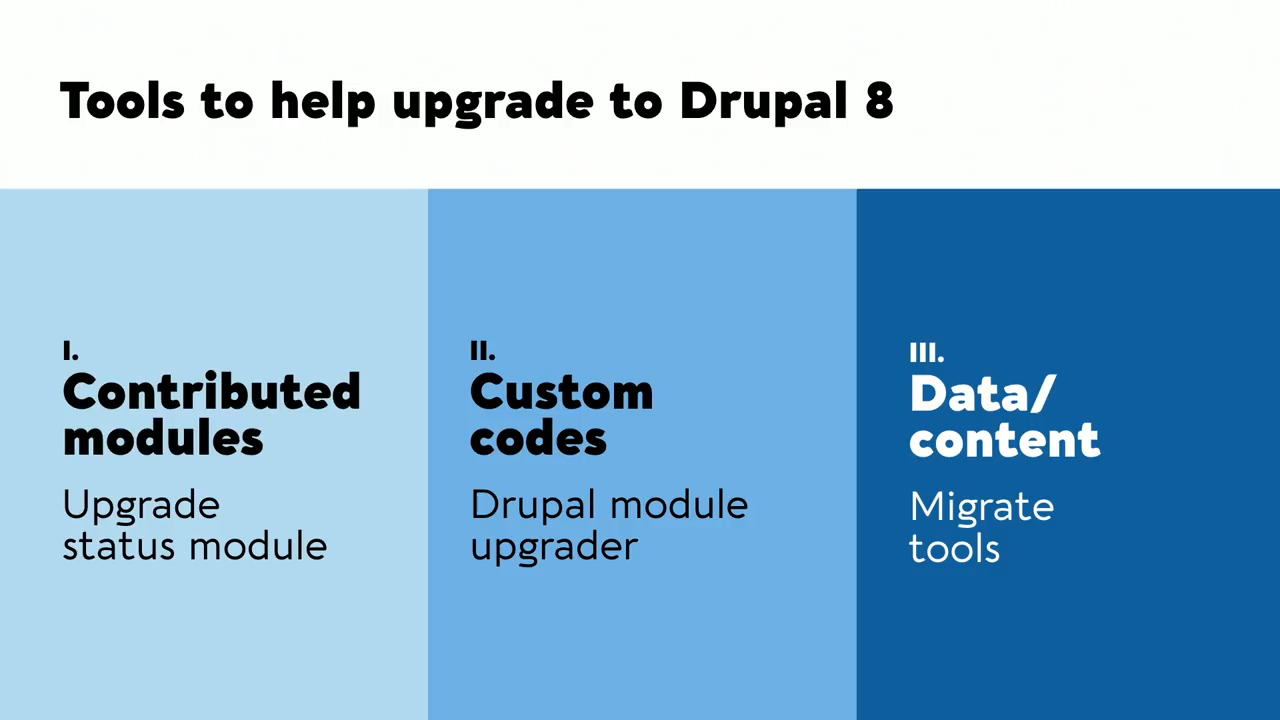 Tools to help upgrade to Drupal 8
I.
Contributed
modules
Upgrade
status module
II.
Custom
codes
Drupal module
upgrader
III.
Data/
content
Migrate
tools